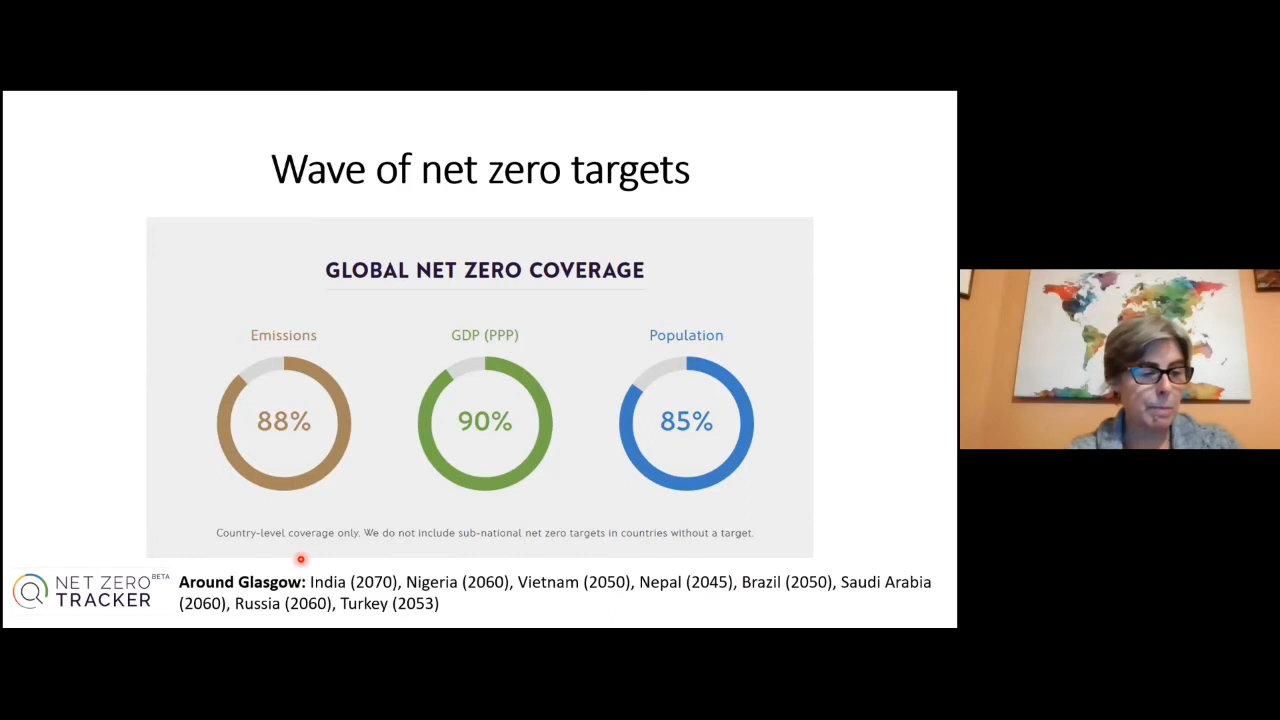 Wave of net zero targets
GLOBAL NET ZERO COVERAGE
Emissions
GDP (PPP)
Population
88%
90%
85%
Country-level coverage only. We do not include sub-national net zero targets in countries without a target.
NET ZERO BETA
TRACKER
Around Glasgow: India (2070), Nigeria (2060), Vietnam (2050), Nepal (2045), Brazil (2050), Saudi Arabia
(2060), Russia (2060), Turkey (2053)